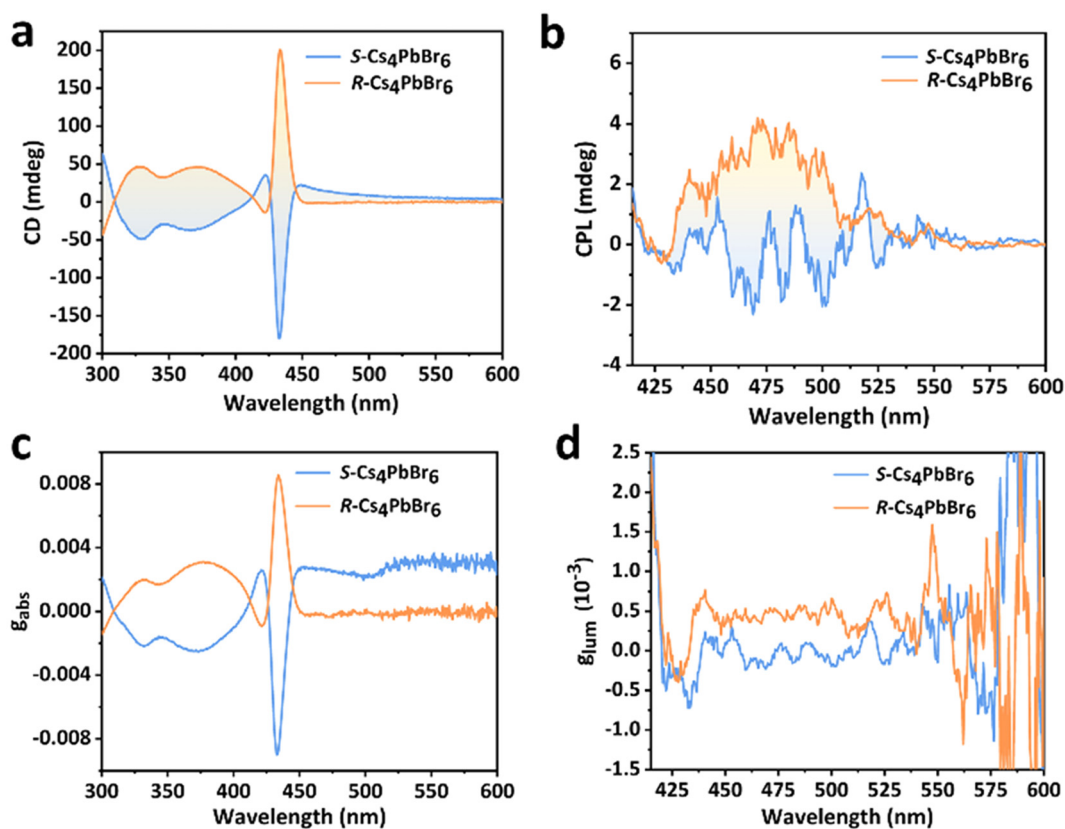 a
S-Cs4PbBr6
R-Cs4PbBr6
200
150
100
50
0
-50
-100
-150
-200
CD (mdeg)
300 350 400 450 500 550 600
Wavelength (nm)
b
S-Cs4PbBr6
R-Cs4PbBr6
6
4
2
0
-2
-4
CPL (mdeg)
425 450 475 500 525 550 575 600
Wavelength (nm)
c
S-Cs4PbBr6
R-Cs4PbBr6
0.008
0.004
0.000
-0.004
-0.008
gabs
300 350 400 450 500 550 600
Wavelength (nm)
d
S-Cs4PbBr6
R-Cs4PbBr6
2.5
2.0
1.5
1.0
0.5
0.0
-0.5
-1.0
-1.5
glum (10-3)
425 450 475 500 525 550 575 600
Wavelength (nm)